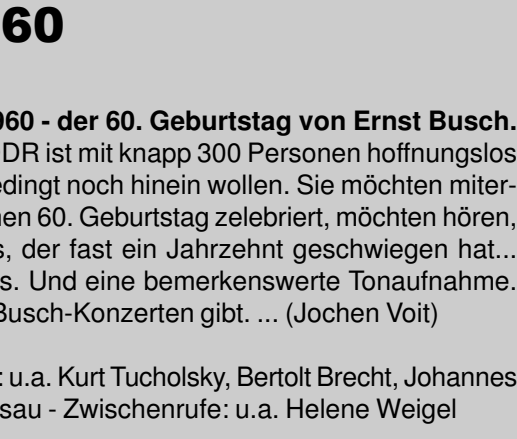 60
960 - der 60. Geburtstag von Ernst Busch.
DR ist mit knapp 300 Personen hoffnungslos
edingt noch hinein wollen. Sie möchten miter-
nen 60. Geburtstag zelebriert, möchten hören,
s, der fast ein Jahrzehnt geschwiegen hat...
s. Und eine bemerkenswerte Tonaufnahme.
Busch-Konzerten gibt. ... (Jochen Voit)
: u.a. Kurt Tucholsky, Bertolt Brecht, Johannes
sau - Zwischenrufe: u.a. Helene Weigel